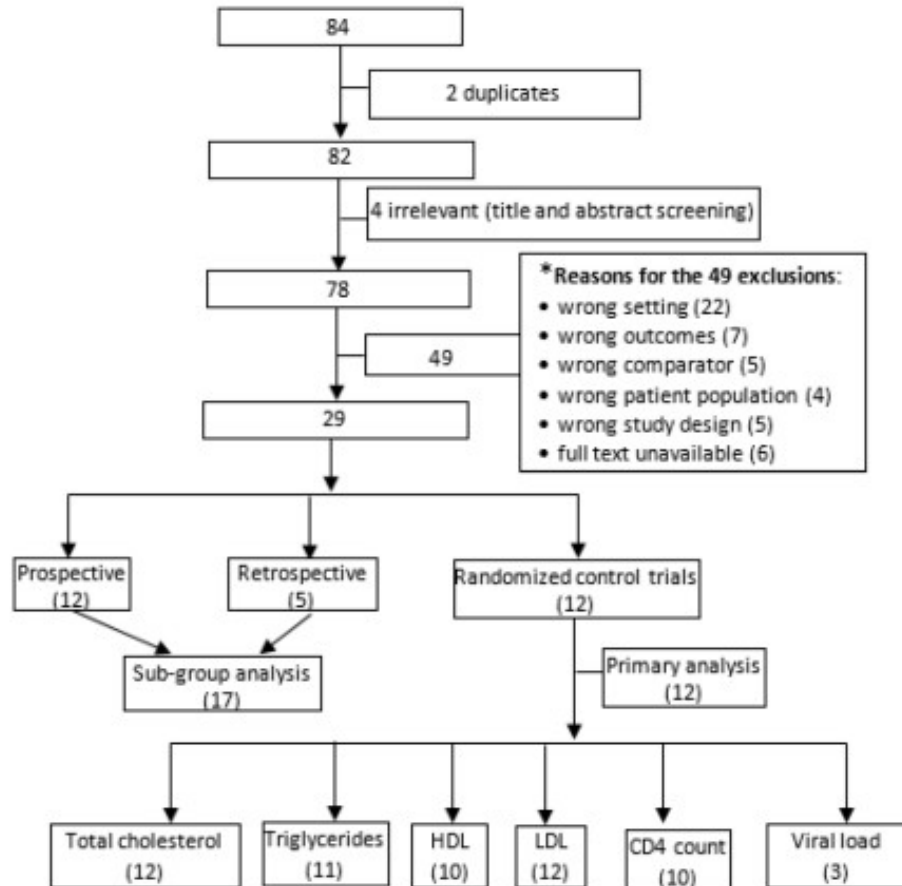 84
2 duplicates
82
4 irrelevant (title and abstract screening)
78
*Reasons for the 49 exclusions:
• wrong setting (22)
• wrong outcomes (7)
• wrong comparator (5)
• wrong patient population (4)
• wrong study design (5)
• full text unavailable (6)
49
29
Prospective
(12)
Retrospective
(5)
Randomized control trials
(12)
Sub-group analysis
(17)
Primary analysis
(12)
Total cholesterol
(12)
Triglycerides
(11)
HDL
(10)
LDL
(12)
CD4 count
(10)
Viral load
(3)